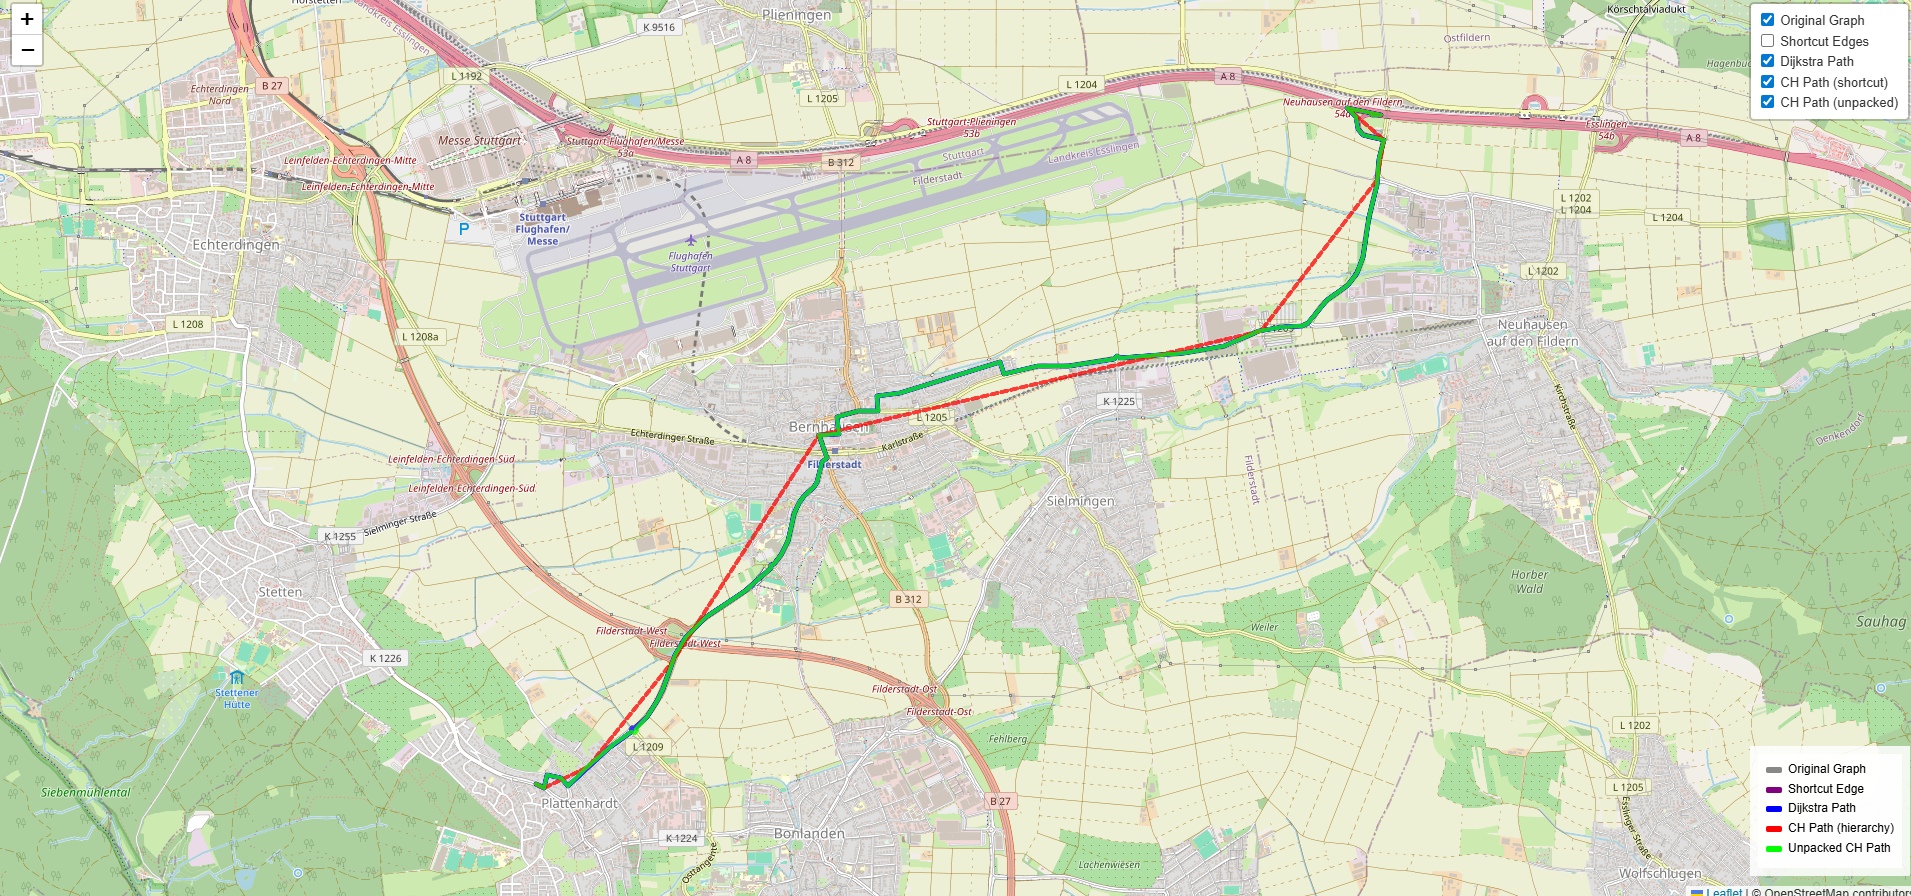 +
−
Plieningen
Körschtalviadukt
K 9516
Landkreis Esslingen
Ostfildern
Original Graph
Shortcut Edges
Dijkstra Path
CH Path (shortcut)
CH Path (unpacked)
L 1192
A 8
L 1204
B 27
Echterdingen
Nord
L 1205
Neuhausen auf den Fildern
Stuttgart-Plieningen
53b
Esslingen
54b
A 8
Messe Stuttgart
Stuttgart-Flughafen/Messe
53a
A 8
B 312
Stuttgart
Landkreis Esslingen
Filderstadt
Leinfelden-Echterdingen-Mitte
Leinfelden-Echterdingen-Mitte
P
Stuttgart
Flughafen/
Messe
Echterdingen
Flughafen
Stuttgart
L 1202
L 1204
L 1204
L 1202
L 1208
L 1208a
Neuhausen
auf den Fildern
K 1225
Kirchstraße
Bernhausen
L 1205
Echterdinger Straße
Karlstraße
Filderstadt
Denkendorf
Leinfelden-Echterdingen-Süd
Leinfelden-Echterdingen-Süd
Filderstadt
Sielmingen
Sielminger Straße
K 1255
Stetten
B 312
Horber
Wald
Sauhag
Weiler
Filderstadt-West
Filderstadt-West
K 1226
Stettener
Hütte
Filderstadt-Ost
Filderstadt-Ost
L 1202
Fehlberg
L 1209
Siebenmühlental
Plattenhardt
B 27
L 1205
Esslinger Straße
K 1224
Bonlanden
Osttangente
Lachenwiesen
Wolfschlugen
Original Graph
Shortcut Edge
Dijkstra Path
CH Path (hierarchy)
Unpacked CH Path
Leaflet | © OpenStreetMap contributors